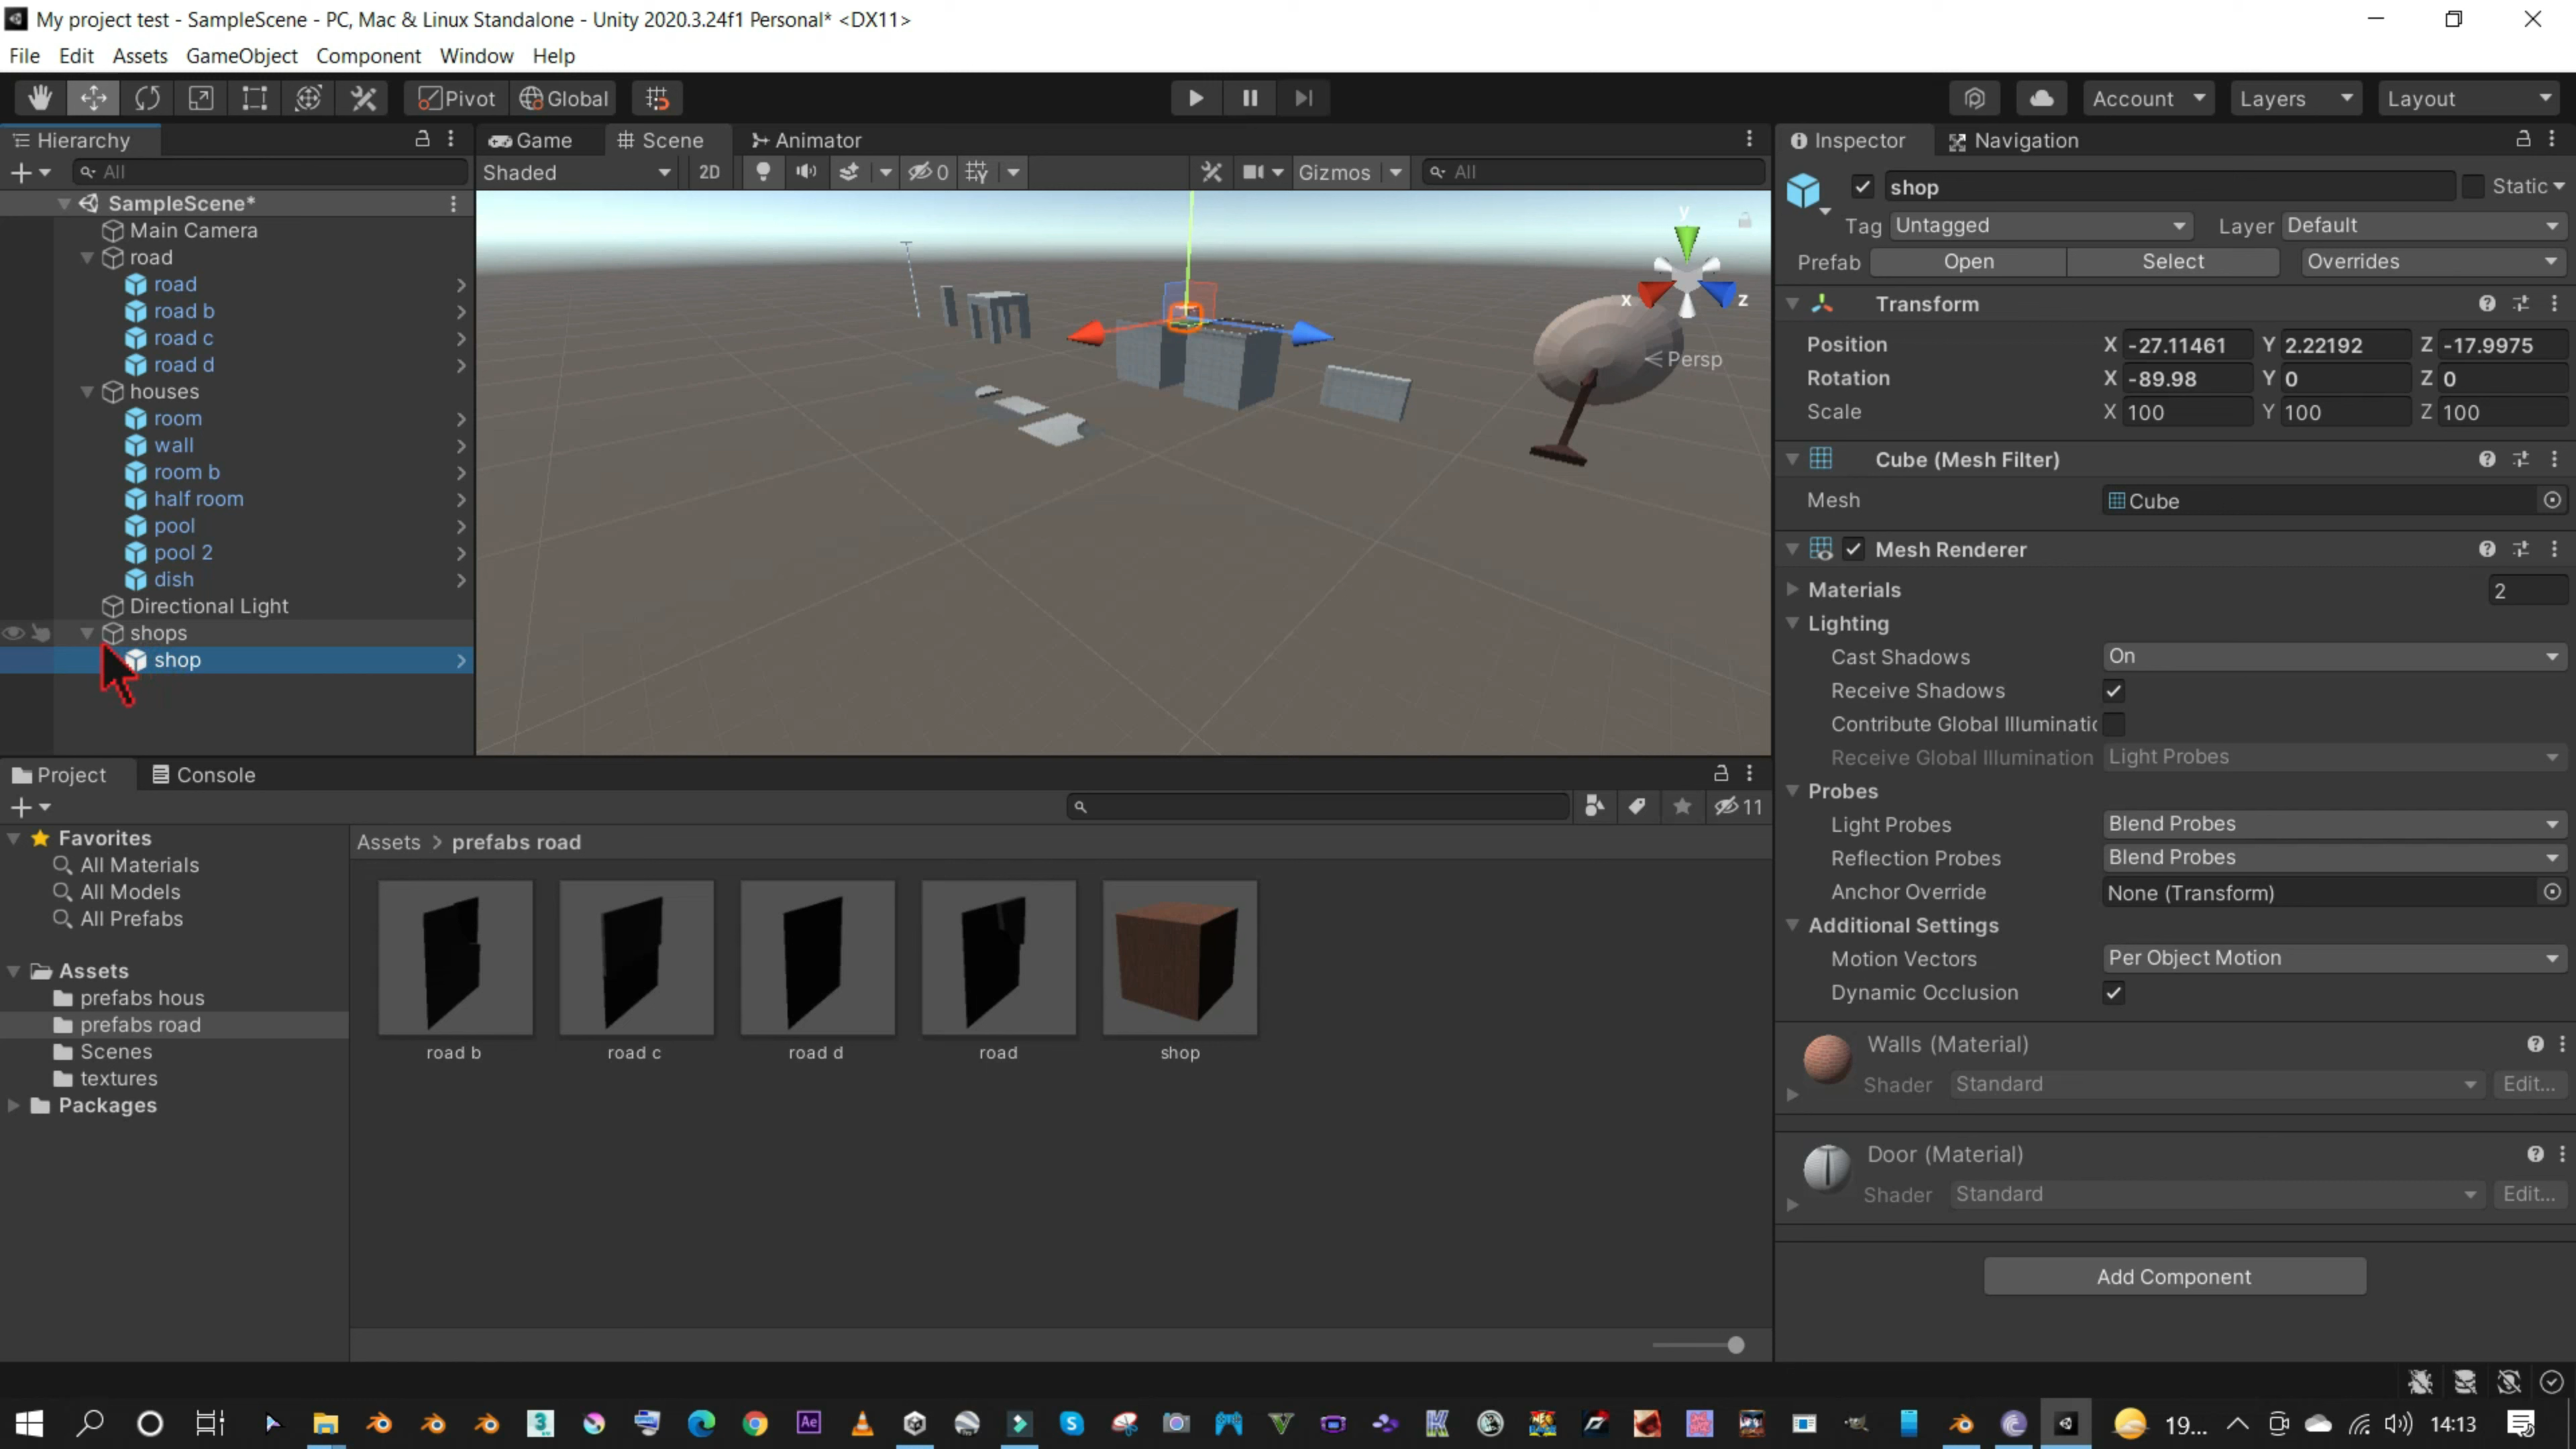 My project test - SampleScene - PC, Mac & Linux Standalone - Unity 2020.3.24f1 Personal* <DX11>
File Edit Assets GameObject Component Window Help
Pivot Global Account Layers Layout
Hierarchy Game Scene Animator Inspector Navigation
All Shaded 2D 0 Gizmos All
shop Static
SampleScene*
Tag Untagged Layer Default
Main Camera
Prefab Open Select Overrides
road
road
road b
road c
road d
houses
room
wall
room b
half room
pool
pool 2
dish
Directional Light
shops
shop
y
x z
Persp
Transform
Position X -27.11461 Y 2.22192 Z -17.9975
Rotation X -89.98 Y 0 Z 0
Scale X 100 Y 100 Z 100
Cube (Mesh Filter)
Mesh Cube
Mesh Renderer
Materials 2
Lighting
Cast Shadows On
Receive Shadows
Contribute Global Illuminatic
Receive Global Illumination Light Probes
Probes
Light Probes Blend Probes
Reflection Probes Blend Probes
Anchor Override None (Transform)
Additional Settings
Motion Vectors Per Object Motion
Dynamic Occlusion
Walls (Material)
Shader Standard Edit...
Door (Material)
Shader Standard Edit...
Add Component
Project Console
11
Favorites
All Materials
All Models
All Prefabs
Assets
prefabs hous
prefabs road
Scenes
textures
Packages
Assets > prefabs road
road b road c road d road shop
3 Ae S V K
19... 14:13